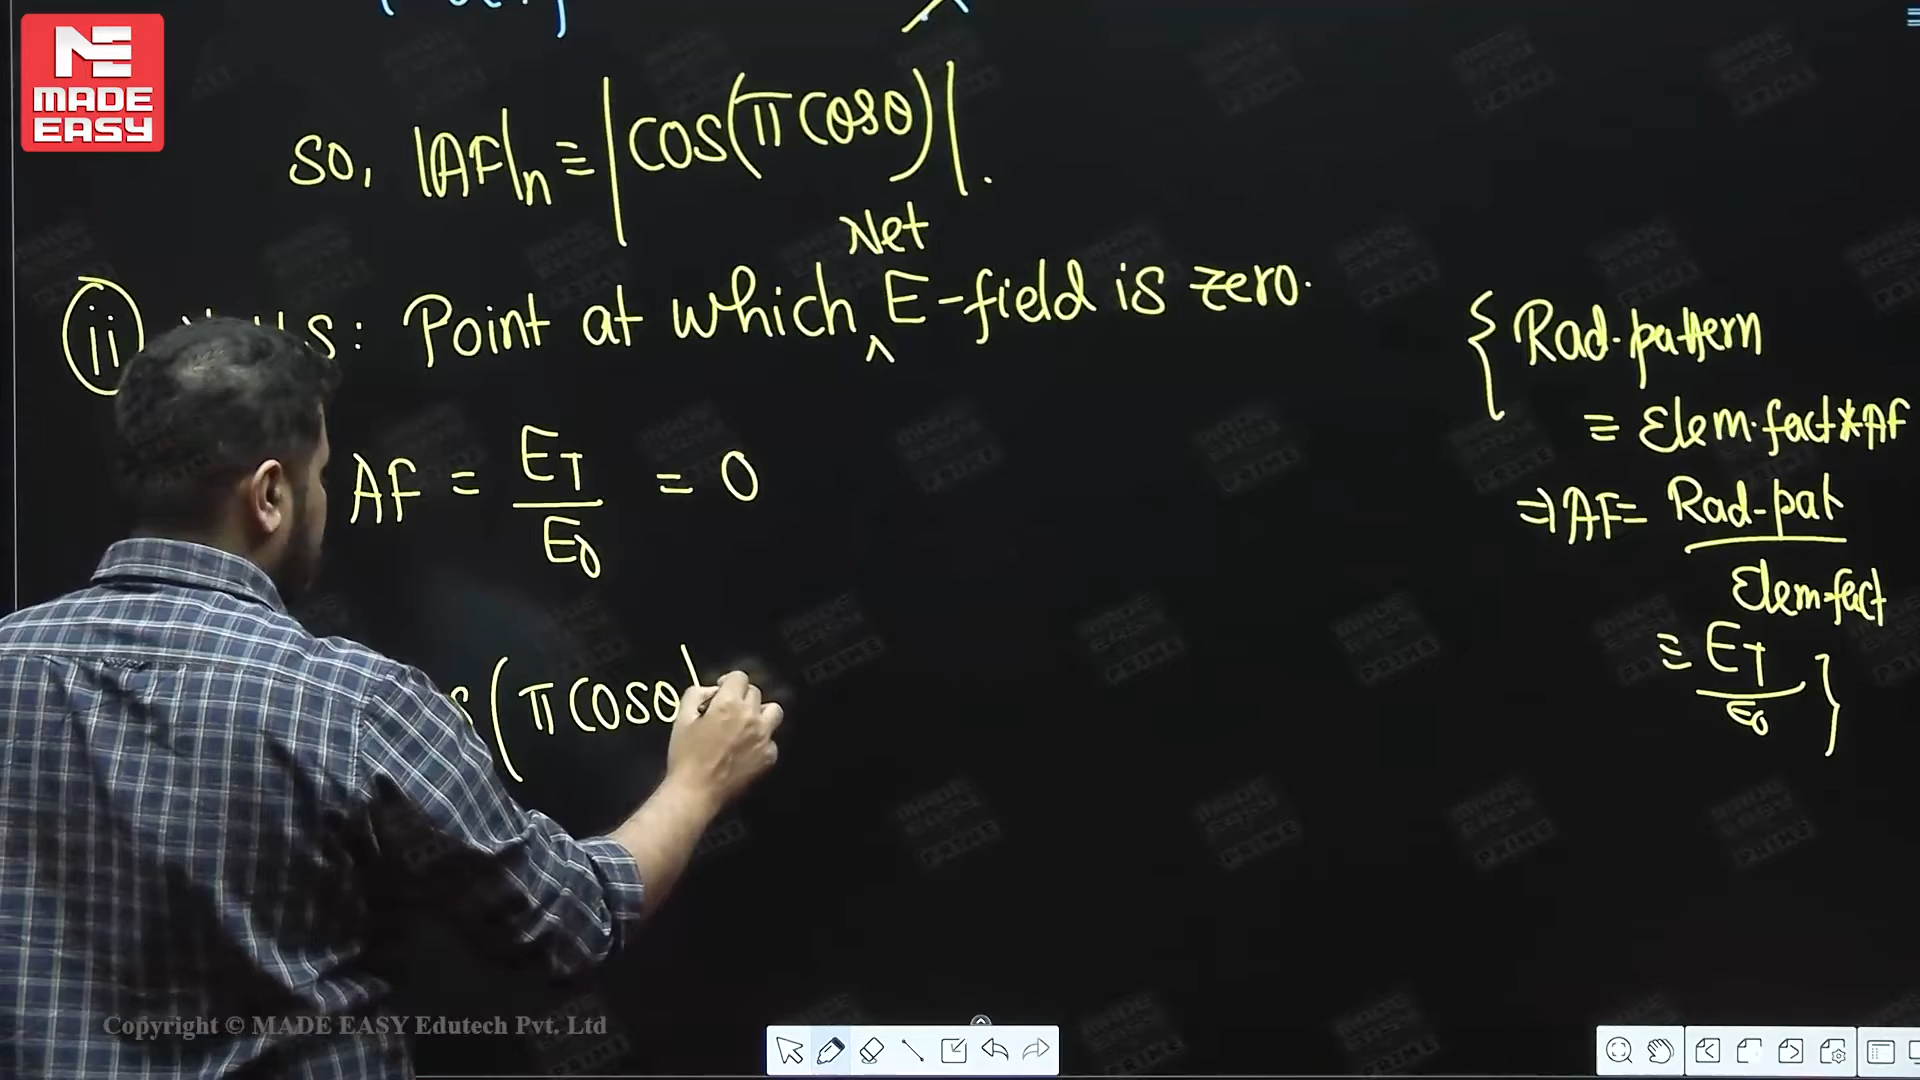 MADE
EASY
so, |AF|n ≡ |cos(π cosθ)|.
Net
ii : Point at which ^ E-field is zero.
AF = ET / E0 = 0
(π cosθ)
{ Rad. pattern
≡ Elem. fact * AF
⇒ AF = Rad-pat / Elem-fact
≡ ET / E0 }
Copyright © MADE EASY Edutech Pvt. Ltd